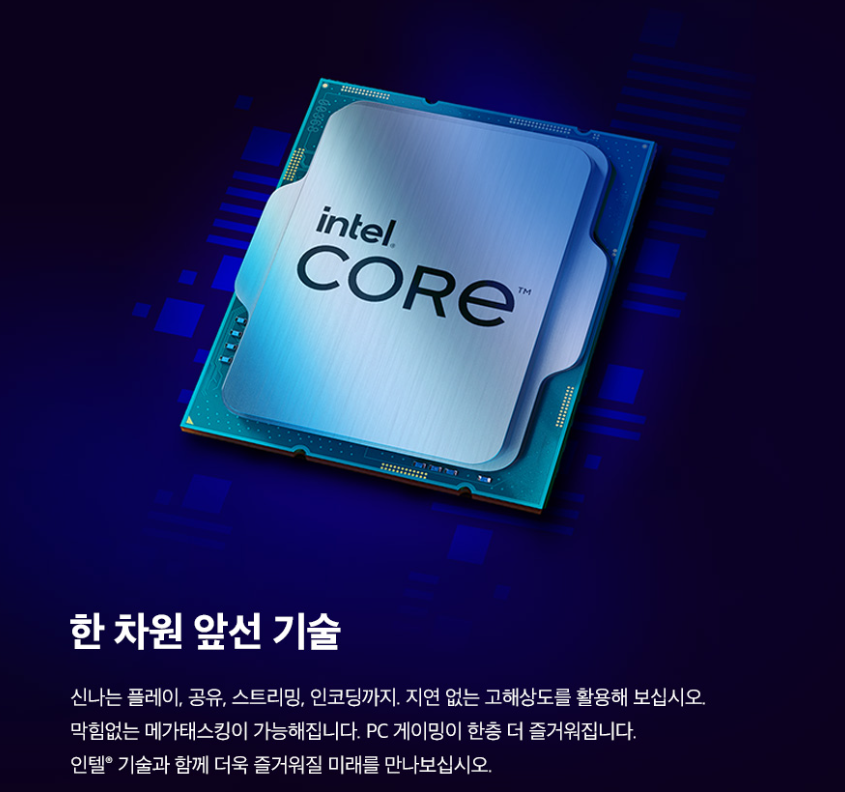 intel.
CORE™
한 차원 앞선 기술
신나는 플레이, 공유, 스트리밍, 인코딩까지. 지연 없는 고해상도를 활용해 보십시오.
막힘없는 메가태스킹이 가능해집니다. PC 게이밍이 한층 더 즐거워집니다.
인텔® 기술과 함께 더욱 즐거워질 미래를 만나보십시오.